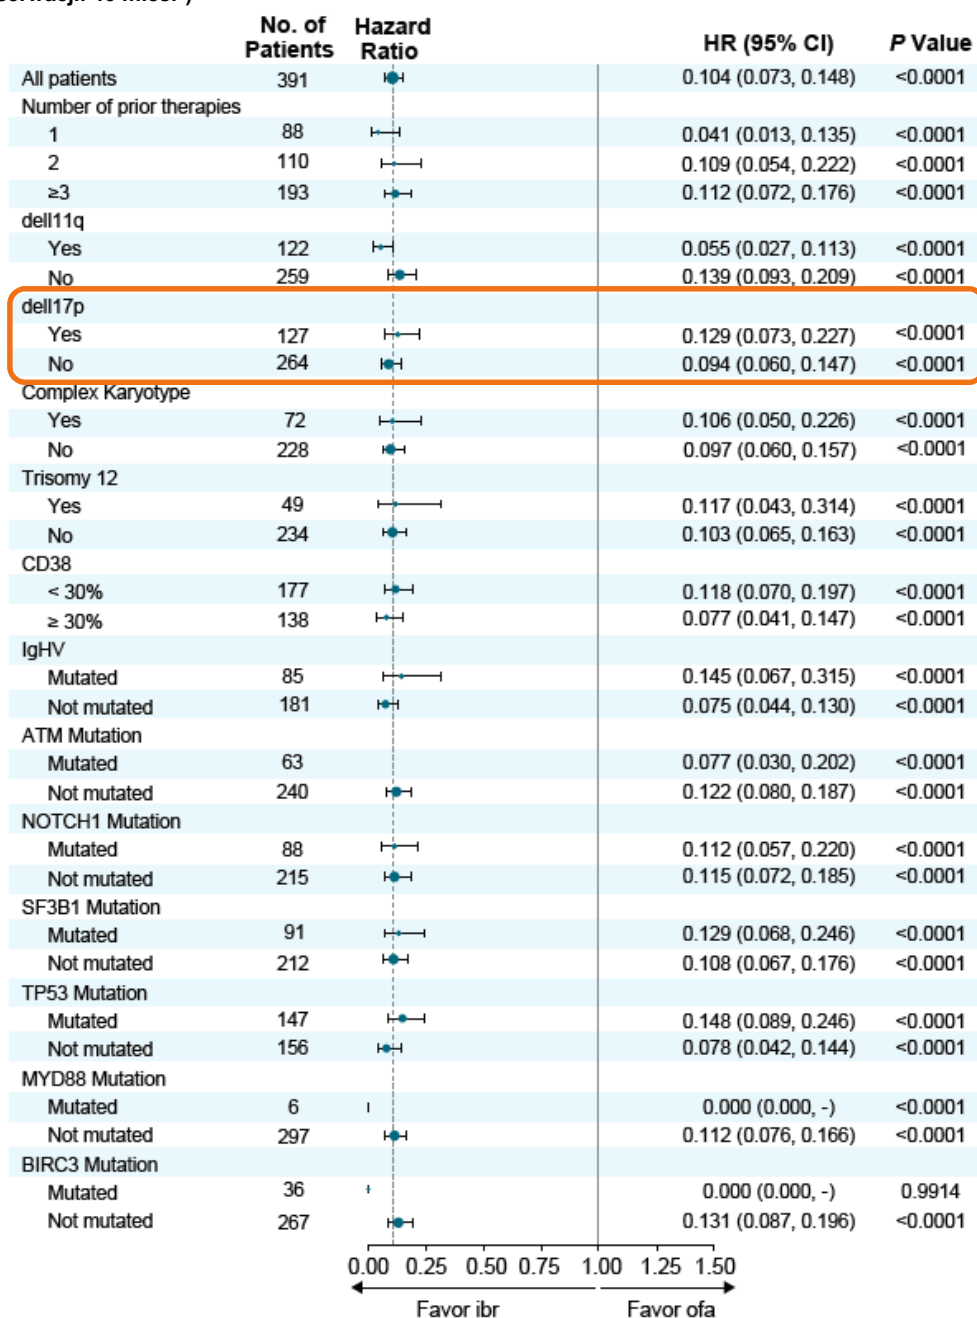 No. of Patients Hazard Ratio HR (95% CI) P Value
All patients 391 0.104 (0.073, 0.148) <0.0001
Number of prior therapies
1 88 0.041 (0.013, 0.135) <0.0001
2 110 0.109 (0.054, 0.222) <0.0001
≥3 193 0.112 (0.072, 0.176) <0.0001
dell11q
Yes 122 0.055 (0.027, 0.113) <0.0001
No 259 0.139 (0.093, 0.209) <0.0001
dell17p
Yes 127 0.129 (0.073, 0.227) <0.0001
No 264 0.094 (0.060, 0.147) <0.0001
Complex Karyotype
Yes 72 0.106 (0.050, 0.226) <0.0001
No 228 0.097 (0.060, 0.157) <0.0001
Trisomy 12
Yes 49 0.117 (0.043, 0.314) <0.0001
No 234 0.103 (0.065, 0.163) <0.0001
CD38
< 30% 177 0.118 (0.070, 0.197) <0.0001
≥ 30% 138 0.077 (0.041, 0.147) <0.0001
IgHV
Mutated 85 0.145 (0.067, 0.315) <0.0001
Not mutated 181 0.075 (0.044, 0.130) <0.0001
ATM Mutation
Mutated 63 0.077 (0.030, 0.202) <0.0001
Not mutated 240 0.122 (0.080, 0.187) <0.0001
NOTCH1 Mutation
Mutated 88 0.112 (0.057, 0.220) <0.0001
Not mutated 215 0.115 (0.072, 0.185) <0.0001
SF3B1 Mutation
Mutated 91 0.129 (0.068, 0.246) <0.0001
Not mutated 212 0.108 (0.067, 0.176) <0.0001
TP53 Mutation
Mutated 147 0.148 (0.089, 0.246) <0.0001
Not mutated 156 0.078 (0.042, 0.144) <0.0001
MYD88 Mutation
Mutated 6 0.000 (0.000, -) <0.0001
Not mutated 297 0.112 (0.076, 0.166) <0.0001
BIRC3 Mutation
Mutated 36 0.000 (0.000, -) 0.9914
Not mutated 267 0.131 (0.087, 0.196) <0.0001
0.00 0.25 0.50 0.75 1.00 1.25 1.50
Favor ibr Favor ofa